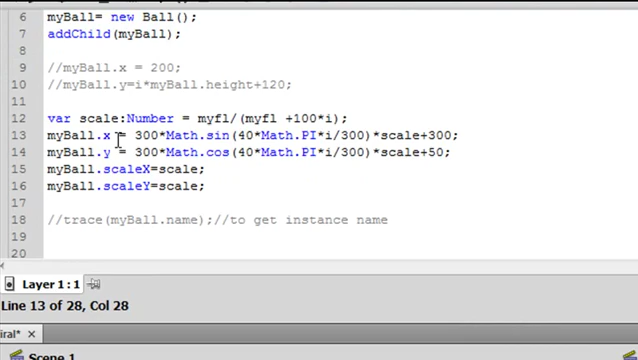 6 myBall= new Ball();
7 addChild(myBall);
8
9 //myBall.x = 200;
10 //myBall.y=i*myBall.height+120;
11
12 var scale:Number = myfl/(myfl +100*i);
13 myBall.x = 300*Math.sin(40*Math.PI*i/300)*scale+300;
14 myBall.y = 300*Math.cos(40*Math.PI*i/300)*scale+50;
15 myBall.scaleX=scale;
16 myBall.scaleY=scale;
17
18 //trace(myBall.name);//to get instance name
19
20
Layer 1 : 1
Line 13 of 28, Col 28
iral* ×
Scene 1